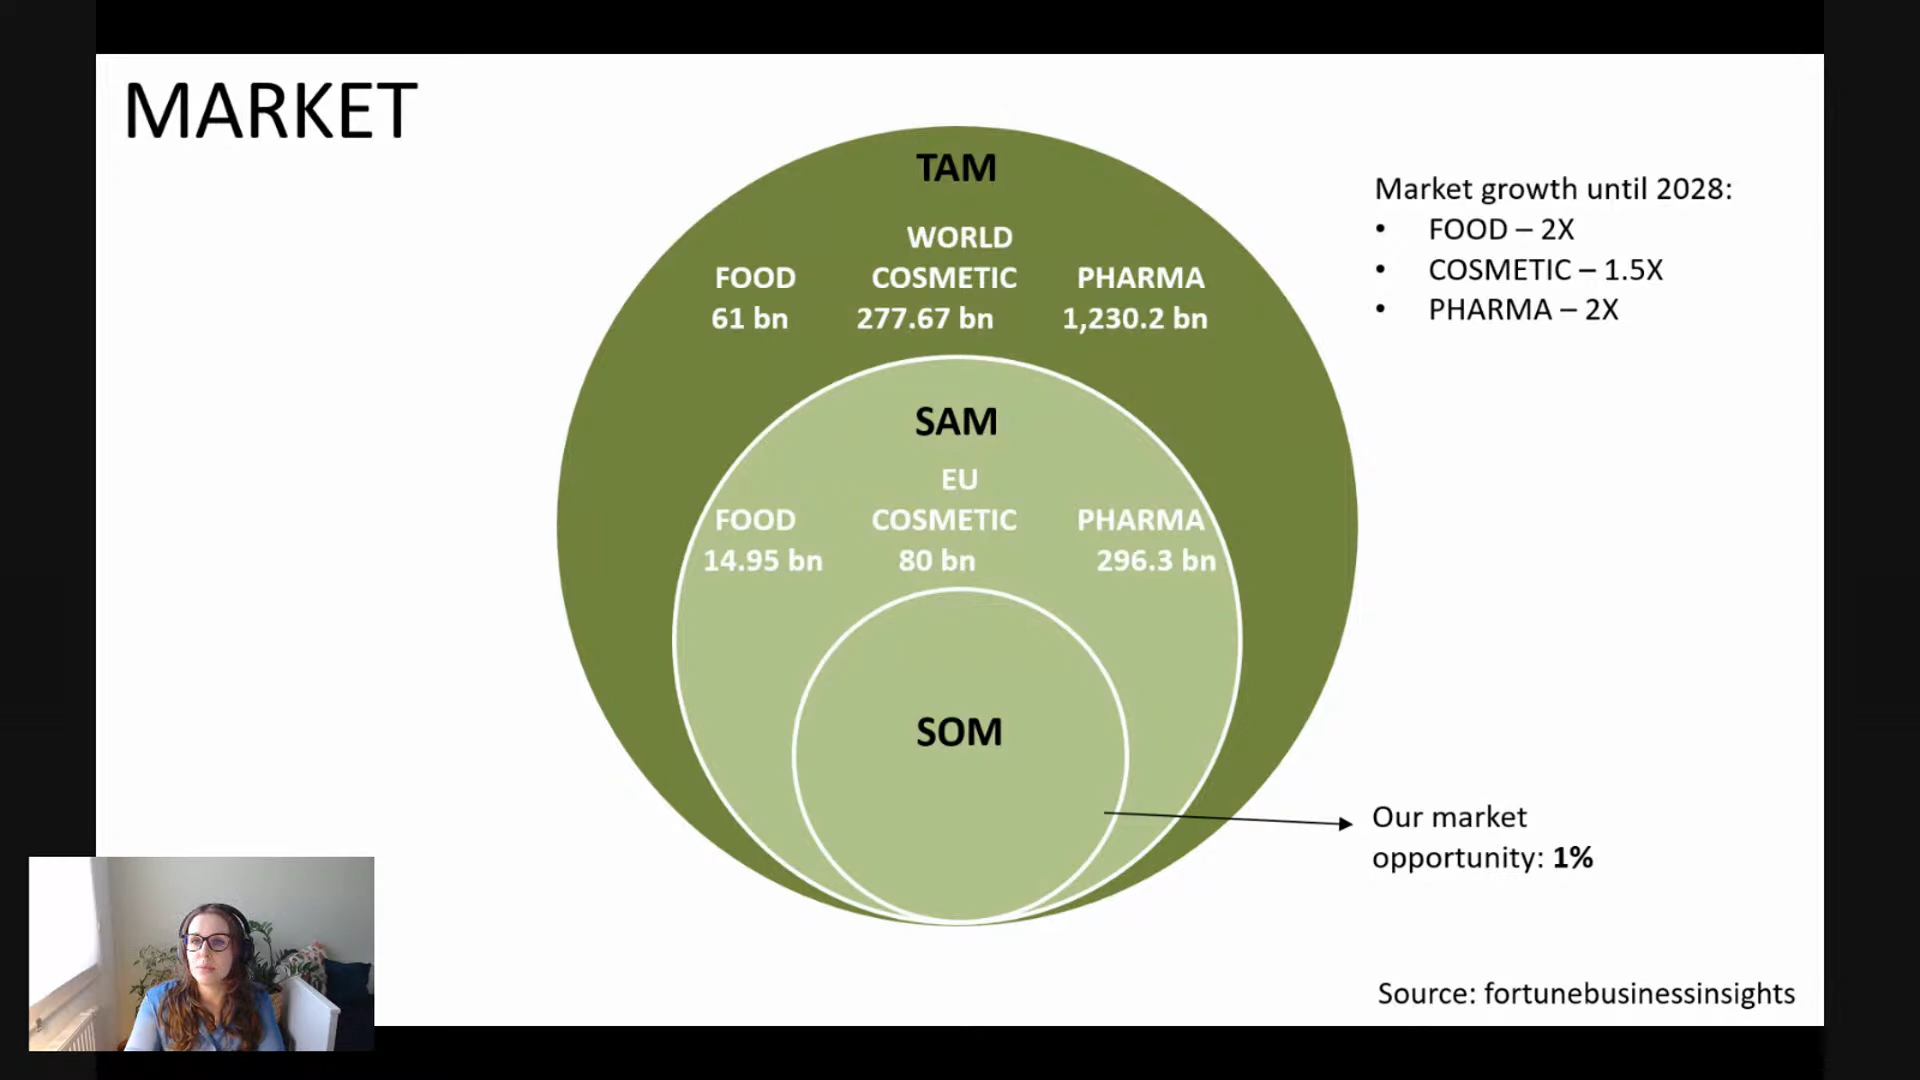 MARKET
TAM
WORLD
FOOD COSMETIC PHARMA
61 bn 277.67 bn 1,230.2 bn
SAM
EU
FOOD COSMETIC PHARMA
14.95 bn 80 bn 296.3 bn
SOM
Market growth until 2028:
• FOOD – 2X
• COSMETIC – 1.5X
• PHARMA – 2X
Our market
opportunity: 1%
Source: fortunebusinessinsights